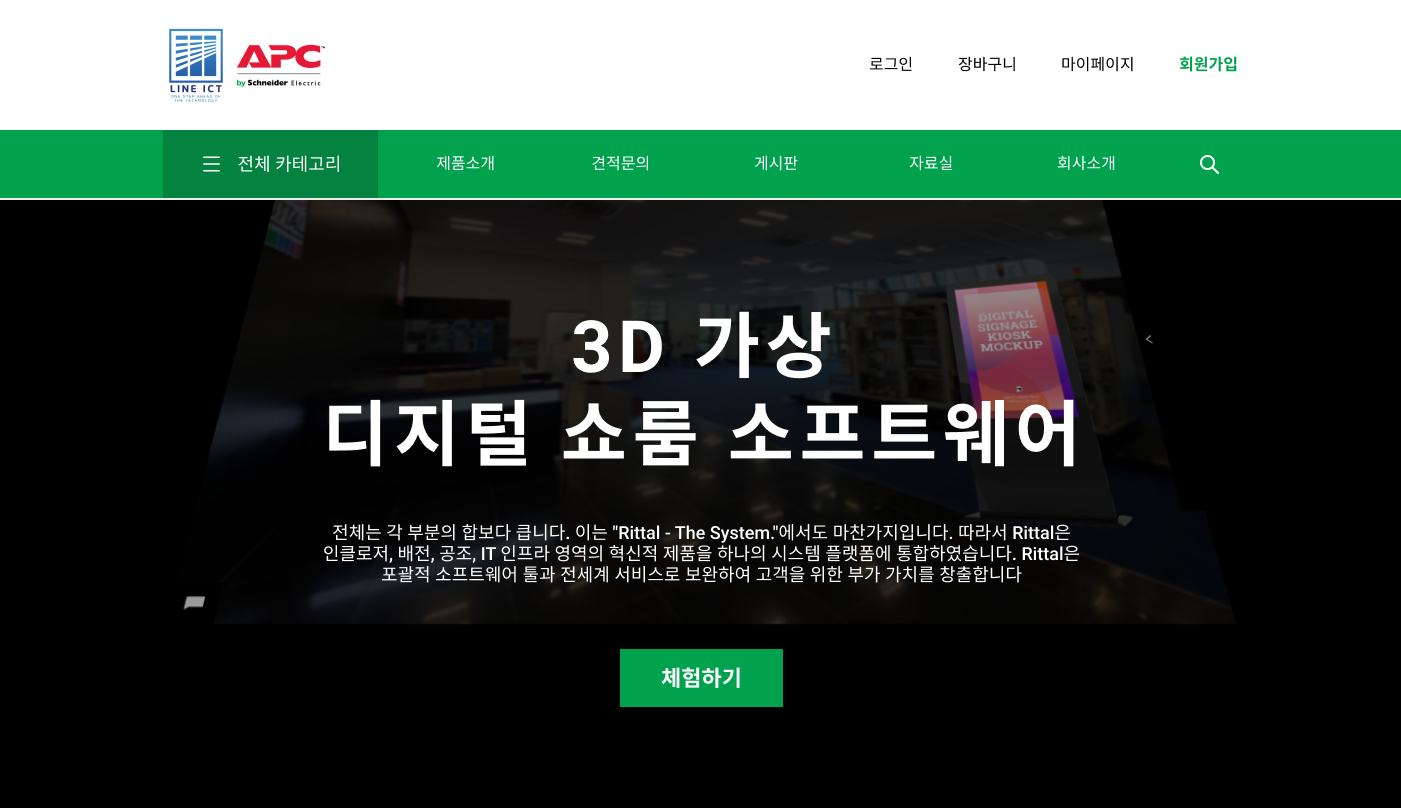 LINE ICT
ONE STEP AHEAD OF
THE TECHNOLOGY
APC
by Schneider Electric
로그인
장바구니
마이페이지
회원가입
전체 카테고리
제품소개
견적문의
게시판
자료실
회사소개
DIGITAL
SIGNAGE
KIOSK
MOCKUP
3D 가상
디지털 쇼룸 소프트웨어
전체는 각 부분의 합보다 큽니다. 이는 "Rittal - The System."에서도 마찬가지입니다. 따라서 Rittal은
인클로저, 배전, 공조, IT 인프라 영역의 혁신적 제품을 하나의 시스템 플랫폼에 통합하였습니다. Rittal은
포괄적 소프트웨어 툴과 전세계 서비스로 보완하여 고객을 위한 부가 가치를 창출합니다
체험하기